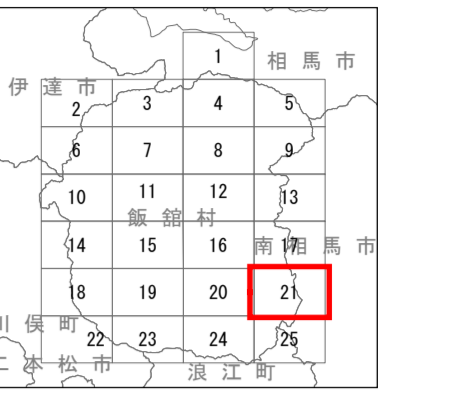 1 相馬市
伊達市
2 3 4 5
6 7 8 9
10 11 12 13
飯舘村
14 15 16 17
南相馬市
18 19 20 21
川俣町
22 23 24 25
二本松市 浪江町